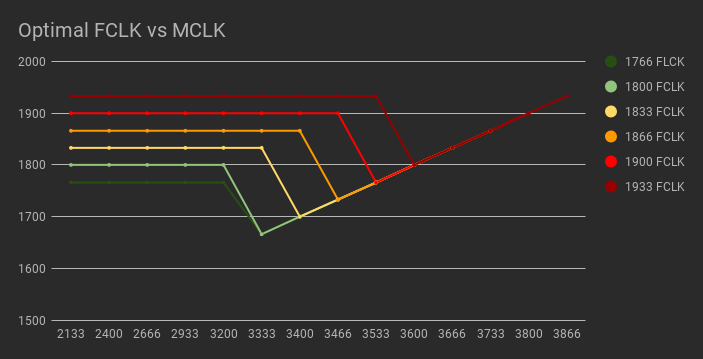 Optimal FCLK vs MCLK
2000
1900
1800
1700
1600
1500
2133 2400 2666 2933 3200 3333 3400 3466 3533 3600 3666 3733 3800 3866
1766 FLCK
1800 FCLK
1833 FCLK
1866 FCLK
1900 FCLK
1933 FCLK